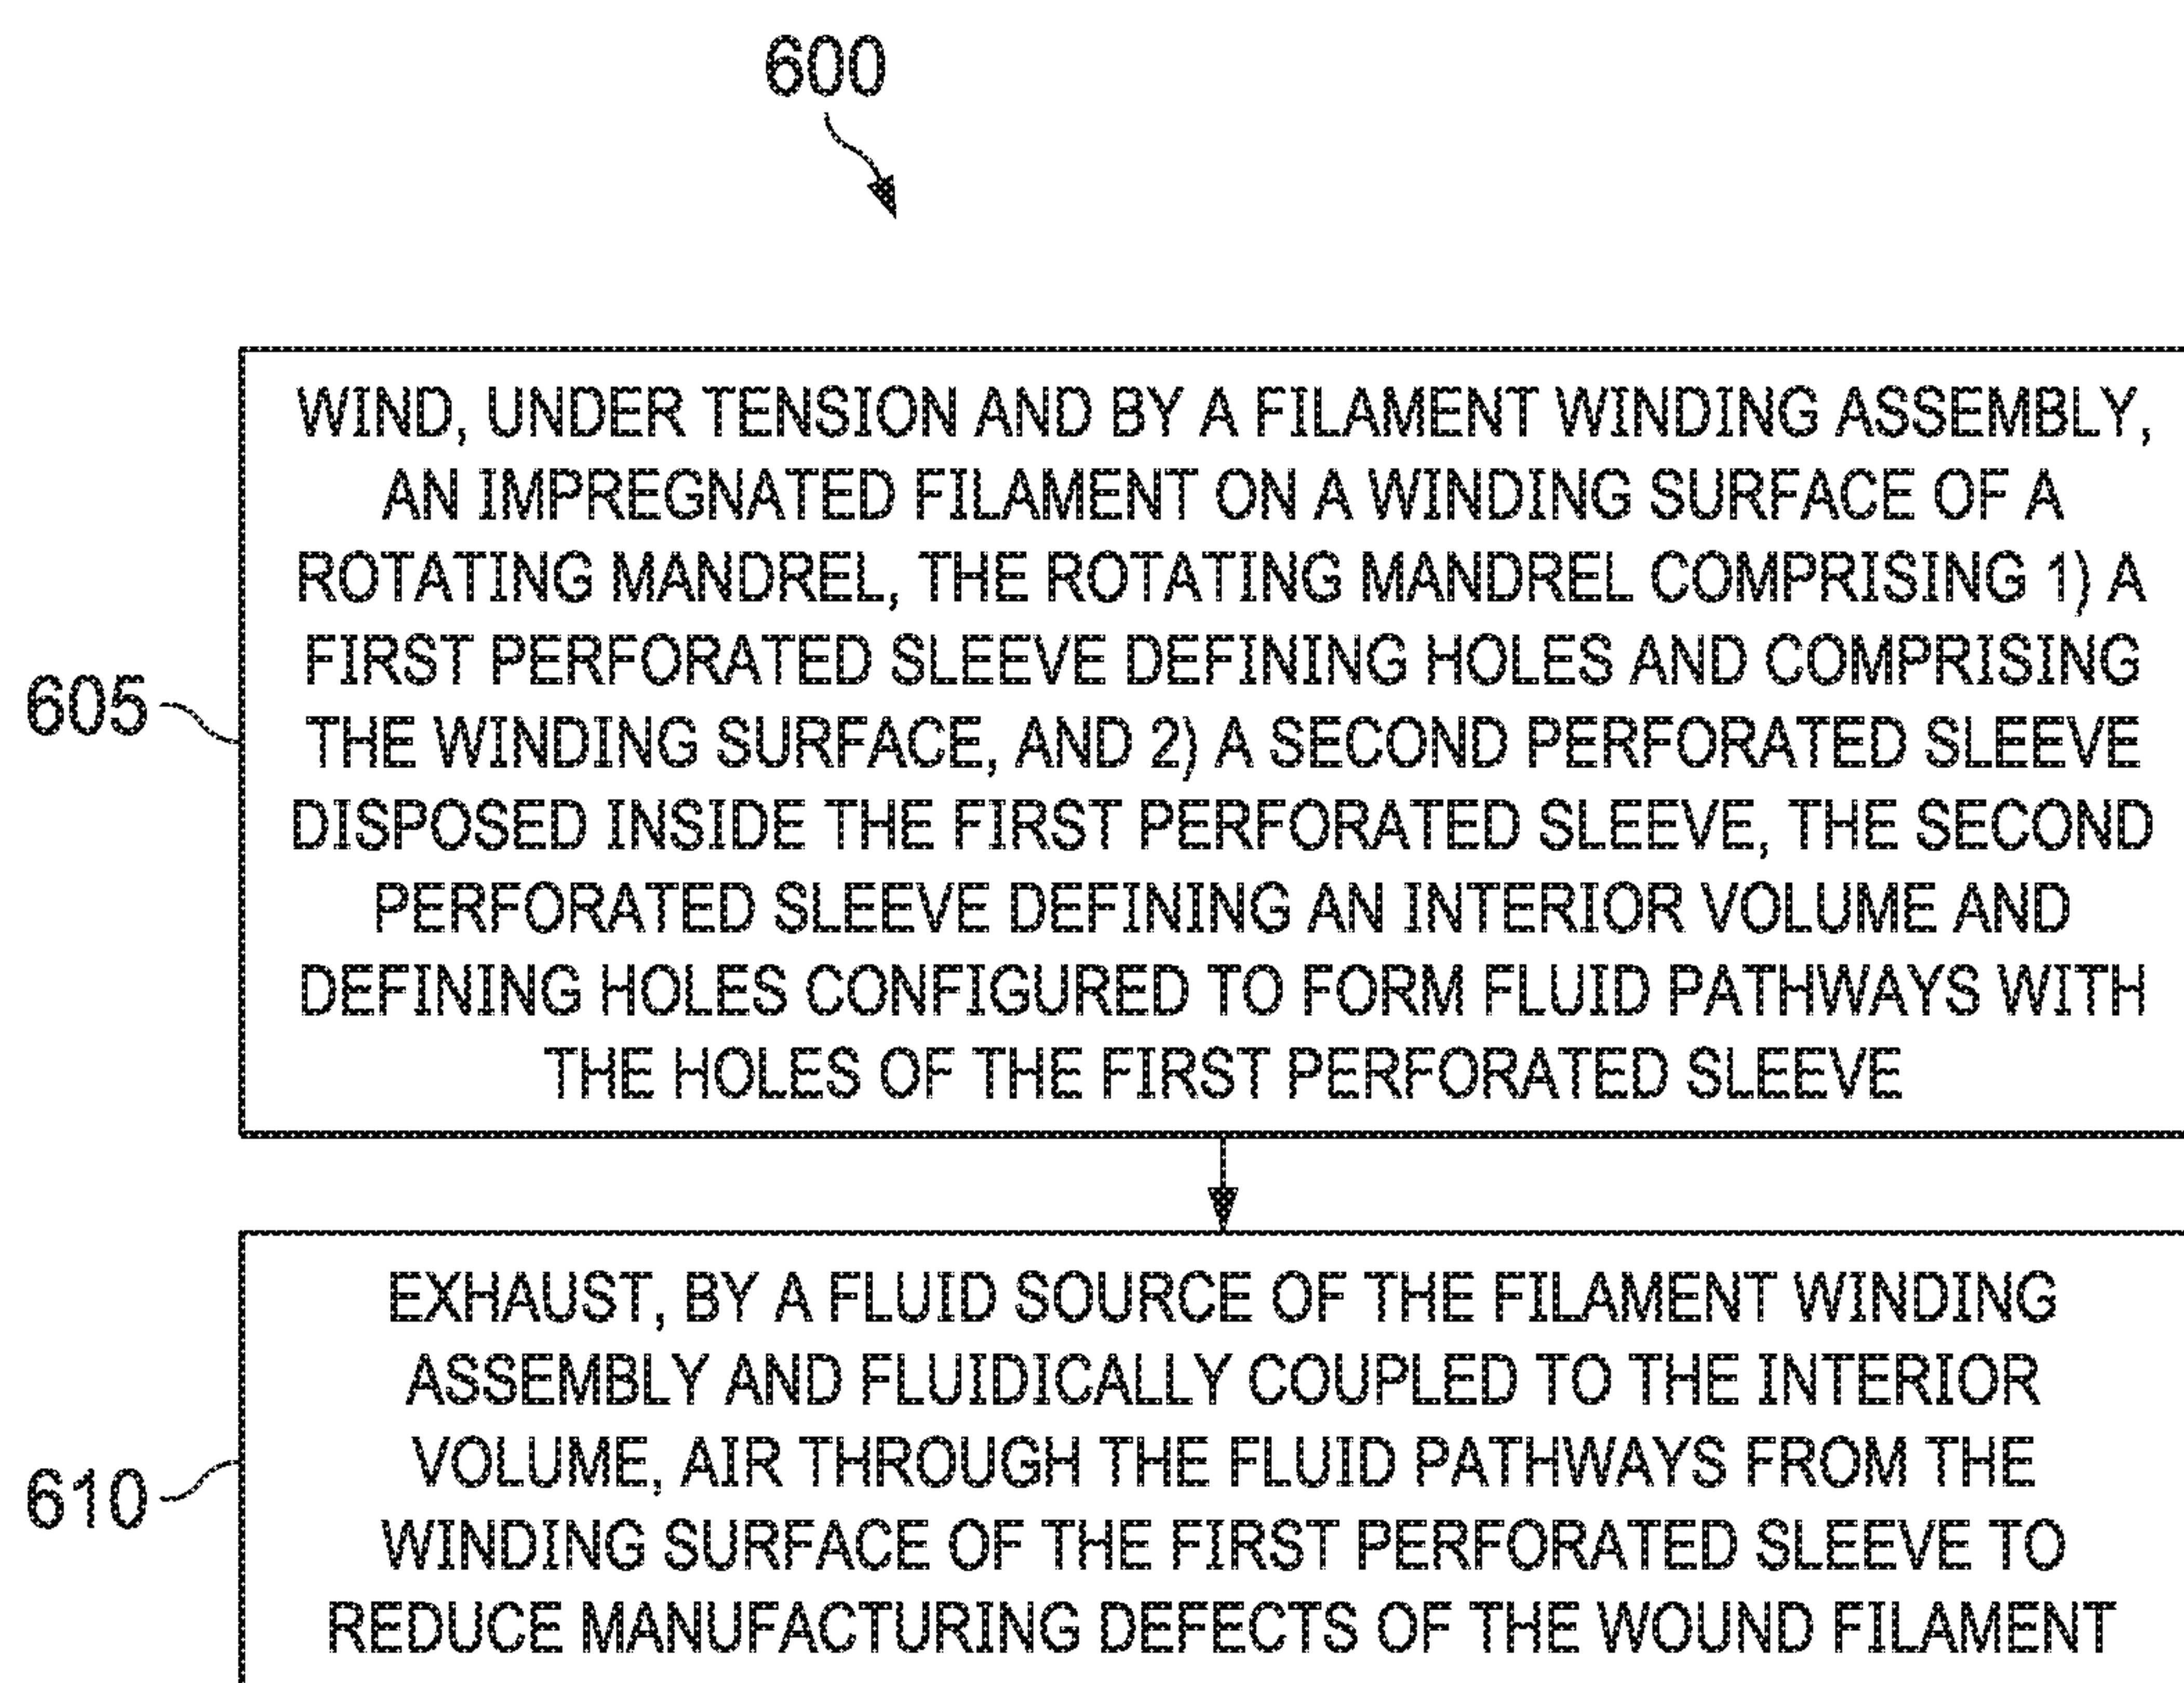 600
WIND, UNDER TENSION AND BY A FILAMENT WINDING ASSEMBLY,
AN IMPREGNATED FILAMENT ON A WINDING SURFACE OF A
ROTATING MANDREL, THE ROTATING MANDREL COMPRISING 1) A
FIRST PERFORATED SLEEVE DEFINING HOLES AND COMPRISING
605
THE WINDING SURFACE, AND 2) A SECOND PERFORATED SLEEVE
DISPOSED INSIDE THE FIRST PERFORATED SLEEVE, THE SECOND
PERFORATED SLEEVE DEFINING AN INTERIOR VOLUME AND
DEFINING HOLES CONFIGURED TO FORM FLUID PATHWAYS WITH
THE HOLES OF THE FIRST PERFORATED SLEEVE
EXHAUST, BY A FLUID SOURCE OF THE FILAMENT WINDING
ASSEMBLY AND FLUIDICALLY COUPLED TO THE INTERIOR
VOLUME, AIR THROUGH THE FLUID PATHWAYS FROM THE
610
WINDING SURFACE OF THE FIRST PERFORATED SLEEVE TO
REDUCE MANUFACTURING DEFECTS OF THE WOUND FILAMENT